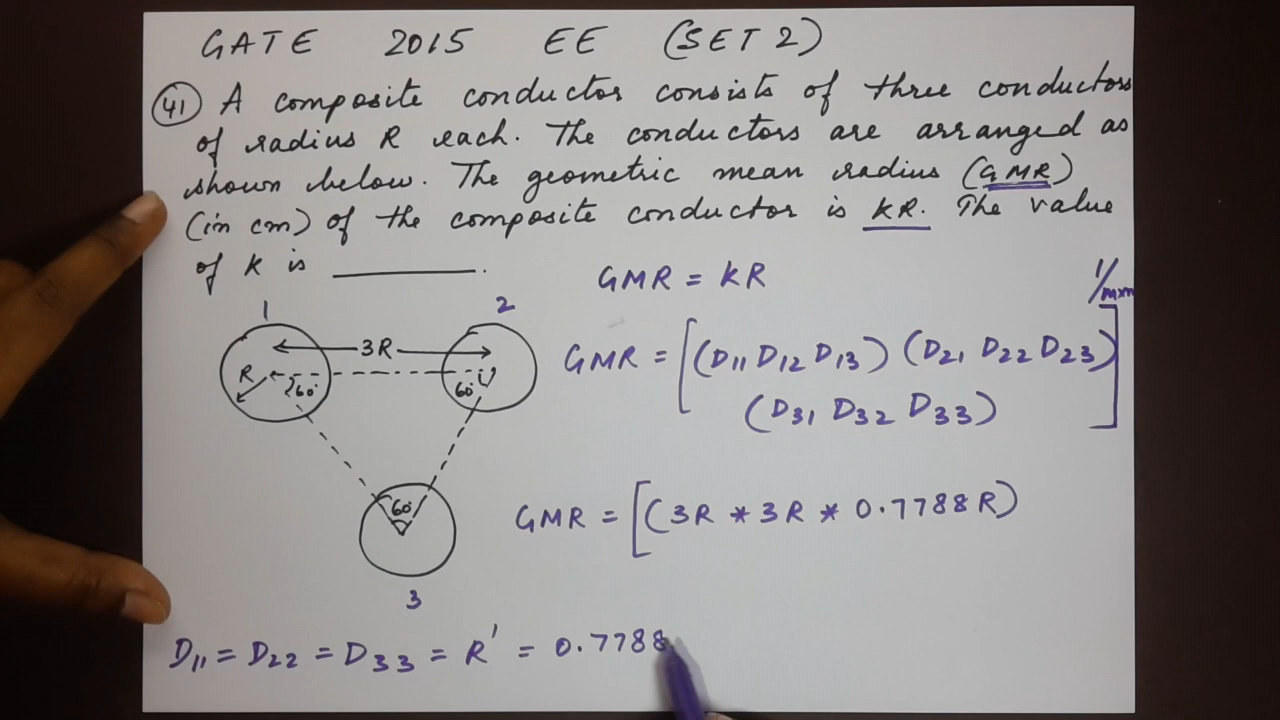 GATE 2015 EE (SET 2)
41 A composite conductor consists of three conductors
of radius R each. The conductors are arranged as
shown below. The geometric mean radius (GMR)
(in cm) of the composite conductor is kR. The value
of k is ________.
GMR = kR
1
2
3R
R
60°
60°
60°
3
GMR = [(D11 D12 D13) (D21 D22 D23)
(D31 D32 D33)]
1/m×m
GMR = [(3R * 3R * 0.7788R)
D11 = D22 = D33 = R' = 0.7788